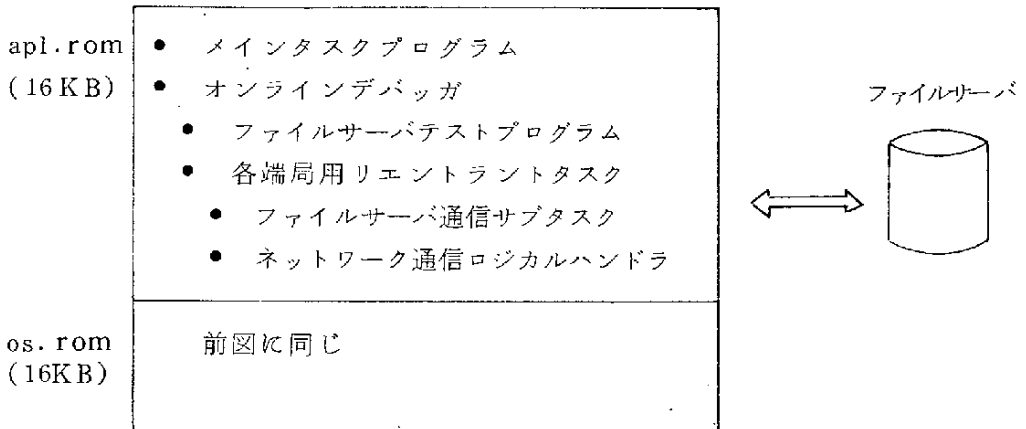 apl.rom
(16KB)
● メインタスクプログラム
● オンラインデバッガ
● ファイルサーバテストプログラム
● 各端局用リエントラントタスク
● ファイルサーバ通信サブタスク
● ネットワーク通信ロジカルハンドラ
ファイルサーバ
os.rom
(16KB)
前図に同じ